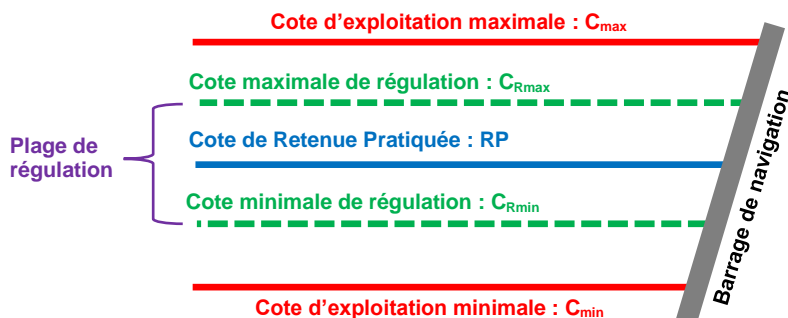 Cote d’exploitation maximale : Cmax
Cote maximale de régulation : CRmax
Plage de
régulation
Cote de Retenue Pratiquée : RP
Cote minimale de régulation : CRmin
Cote d’exploitation minimale : Cmin
Barrage de navigation